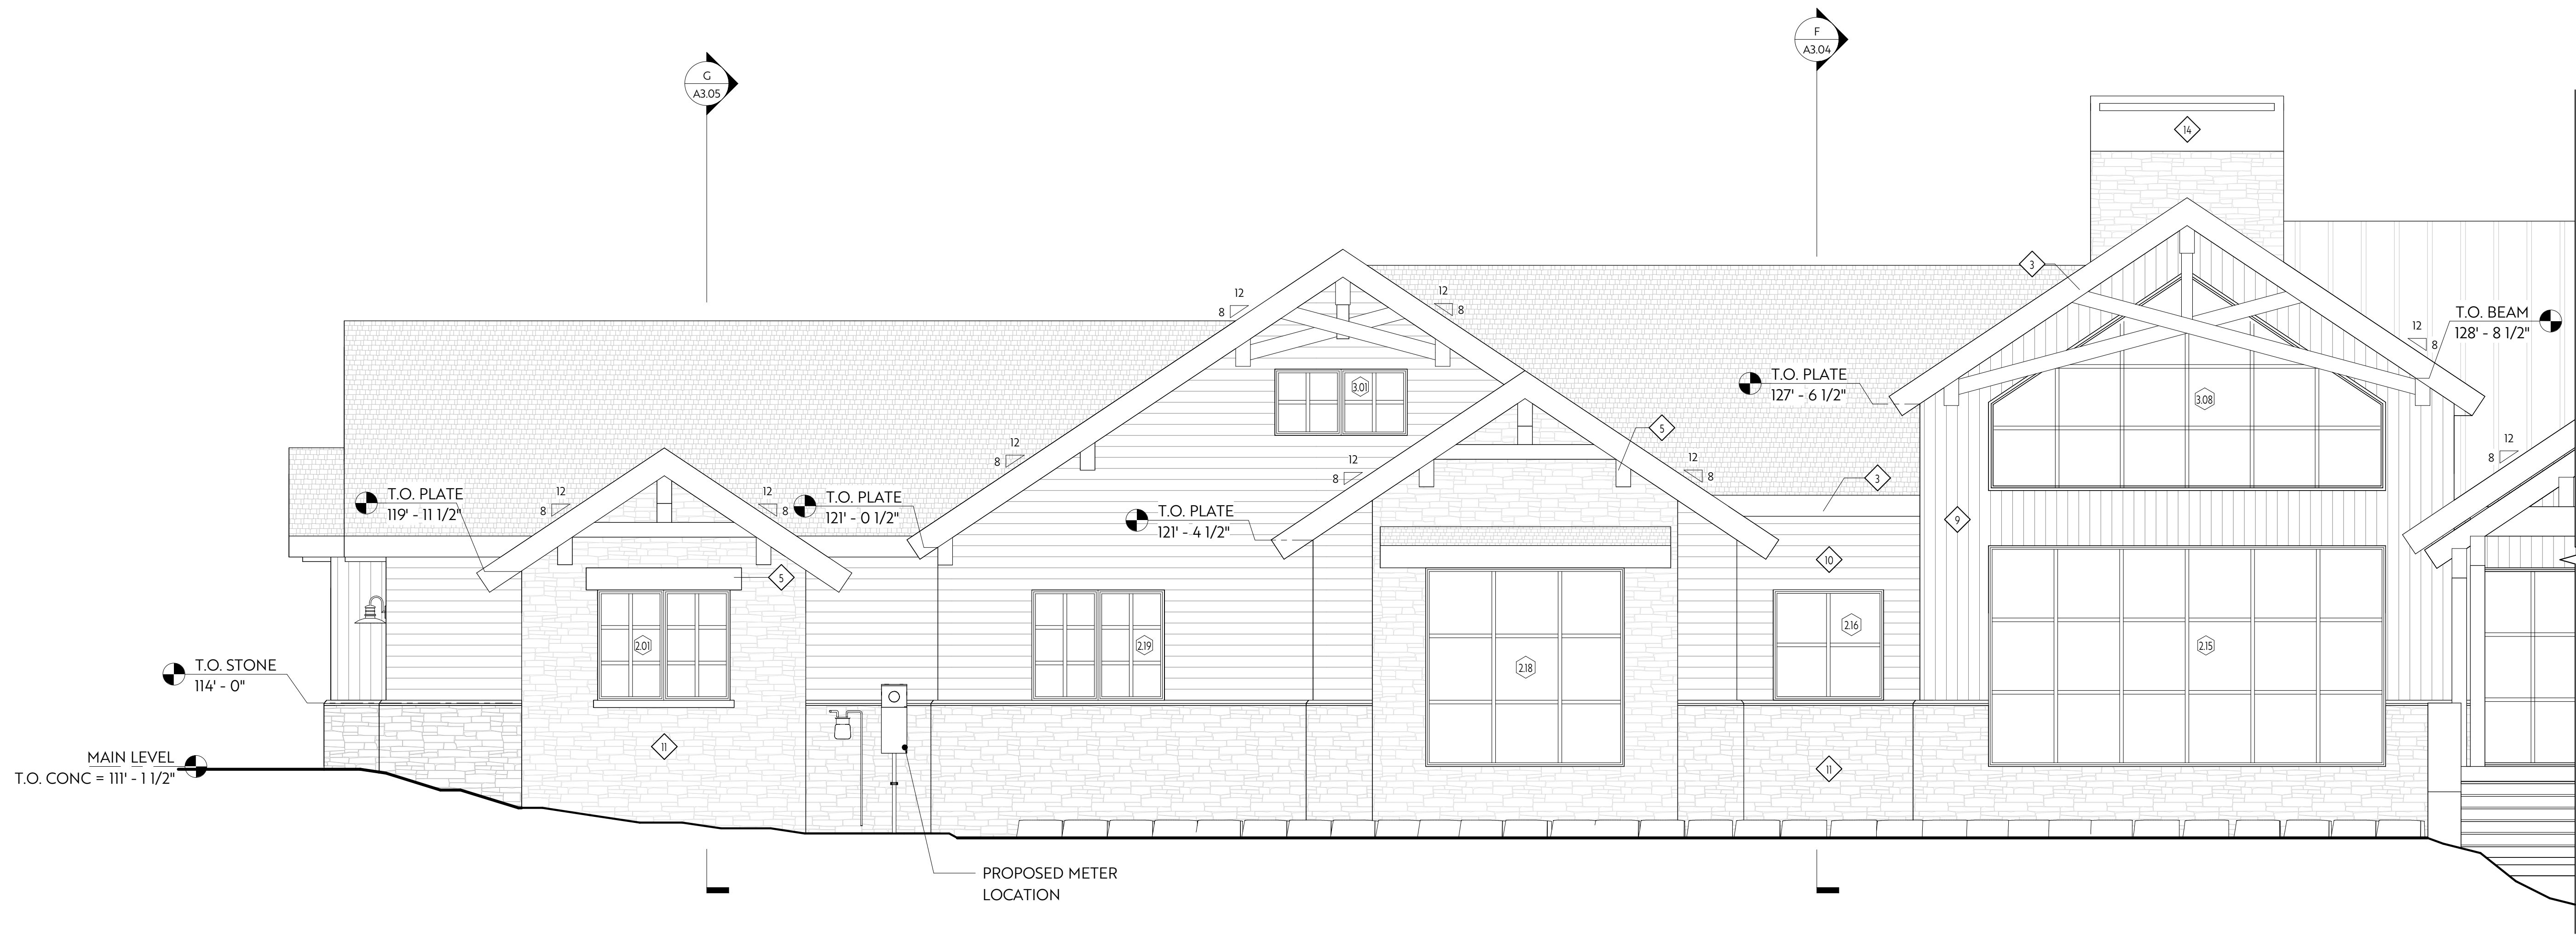 F
A3.04
G
A3.05
14
3
12
8
12
8
T.O. BEAM
128' - 8 1/2"
12
8
T.O. PLATE
127' - 6 1/2"
3.01
3.08
5
12
8
12
8
12
8
12
8
3
T.O. PLATE
119' - 11 1/2"
12
8
12
8
T.O. PLATE
121' - 0 1/2"
T.O. PLATE
121' - 4 1/2"
9
10
5
2.01
2.19
2.18
2.16
2.15
T.O. STONE
114' - 0"
11
11
MAIN LEVEL
T.O. CONC = 111' - 1 1/2"
PROPOSED METER
LOCATION